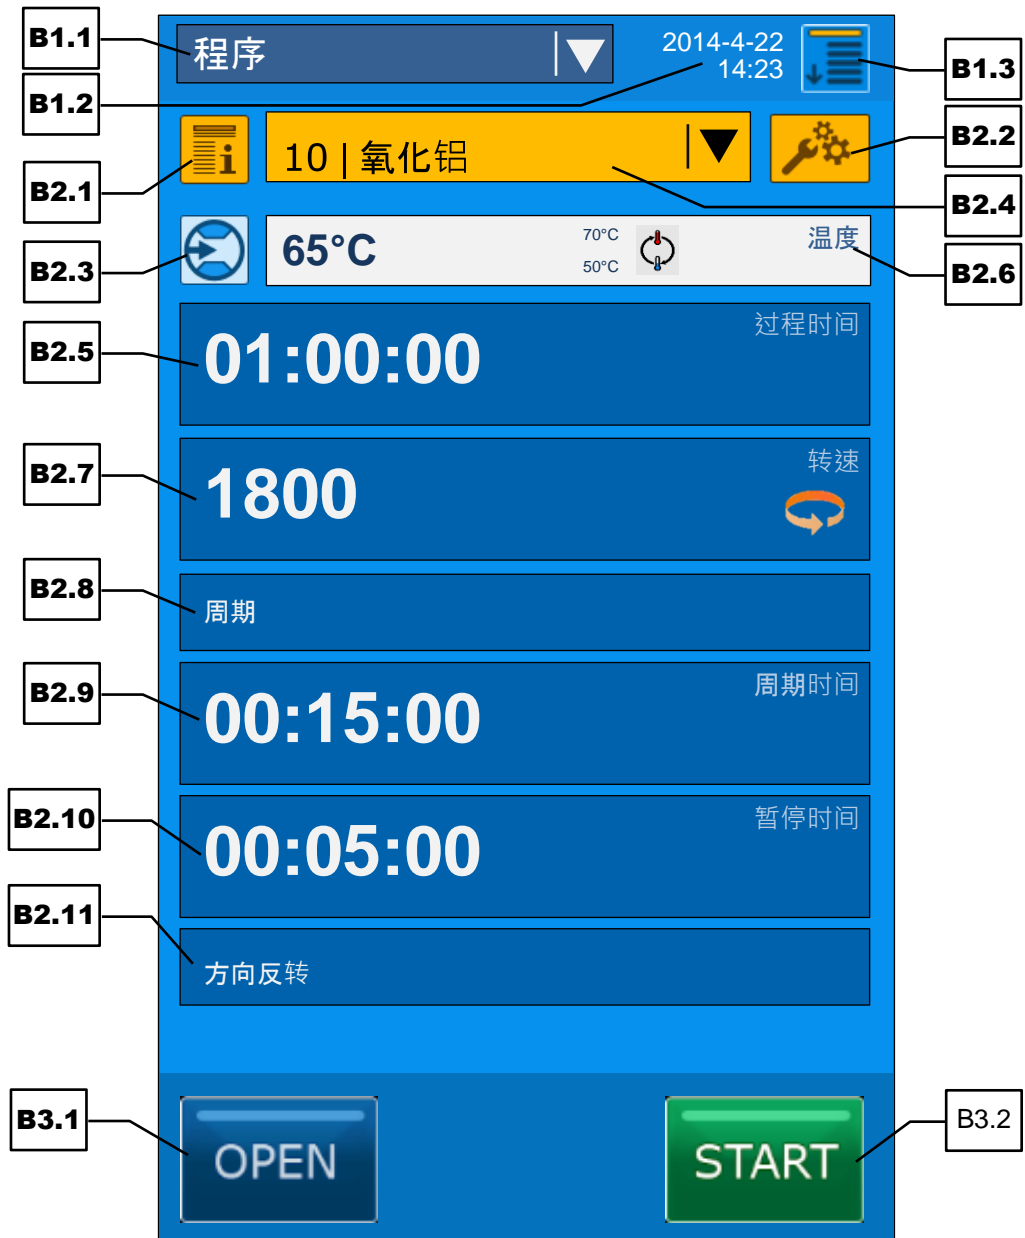 B1.1
程序
2014-4-22
14:23
B1.3
B1.2
B2.2
10 | 氧化铝
B2.1
B2.4
65°C
70°C
50°C
温度
B2.3
B2.6
过程时间
B2.5
01:00:00
转速
B2.7
1800
B2.8
周期
周期时间
B2.9
00:15:00
暂停时间
B2.10
00:05:00
B2.11
方向反转
B3.1
B3.2
OPEN
START